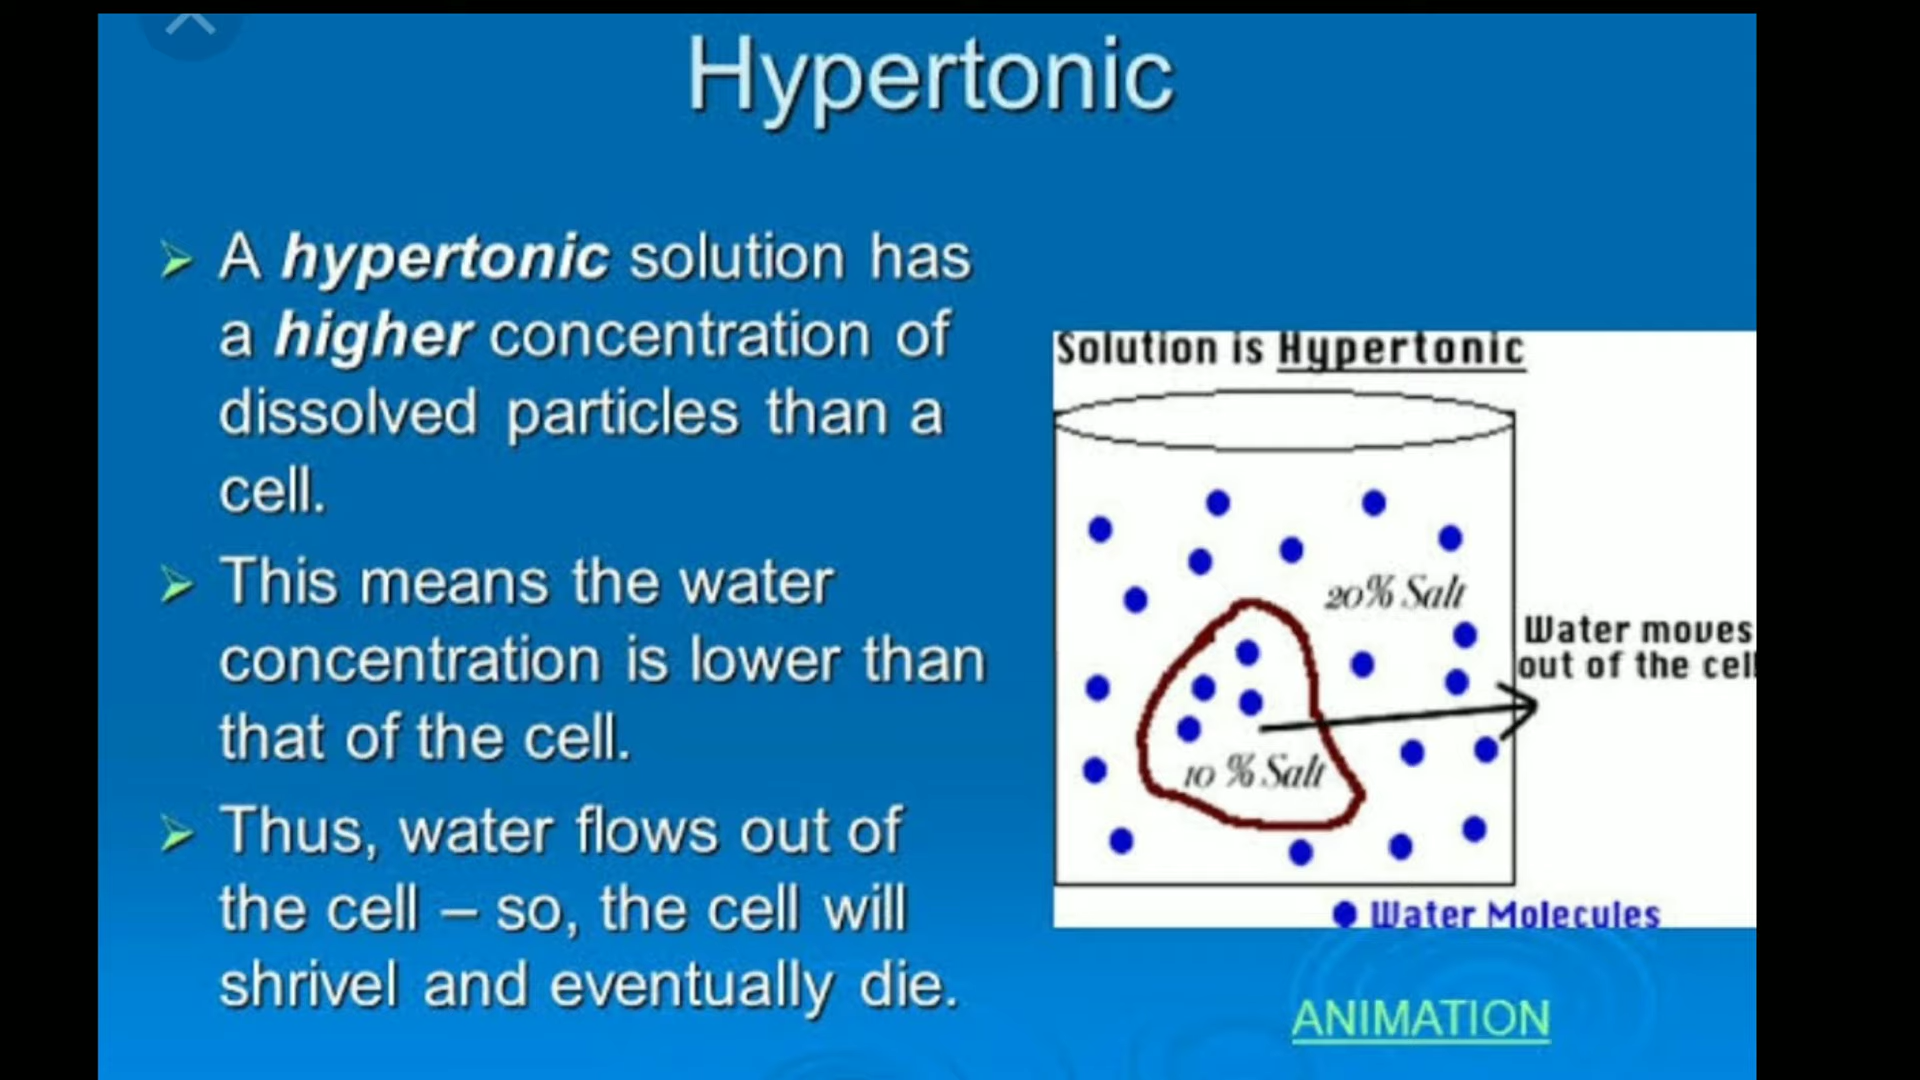 Hypertonic
A hypertonic solution has
a higher concentration of
dissolved particles than a
cell.
This means the water
concentration is lower than
that of the cell.
Thus, water flows out of
the cell – so, the cell will
shrivel and eventually die.
Solution is Hypertonic
20% Salt
Water moves
out of the cell
10 % Salt
Water Molecules
ANIMATION